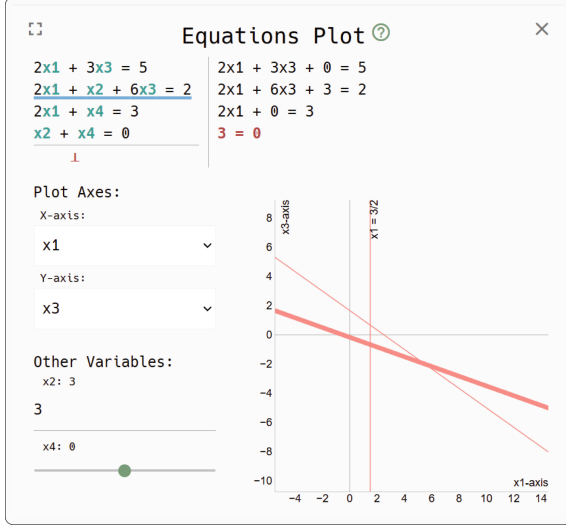 Equations Plot ?
2x1 + 3x3 = 5
2x1 + x2 + 6x3 = 2
2x1 + x4 = 3
x2 + x4 = 0
⊥
2x1 + 3x3 + 0 = 5
2x1 + 6x3 + 3 = 2
2x1 + 0 = 3
3 = 0
Plot Axes:
X-axis:
x1
Y-axis:
x3
Other Variables:
x2: 3
3
x4: 0
x3-axis
x1 = 3/2
8
6
4
2
0
−2
−4
−6
−8
−10
x1-axis
−4 −2 0 2 4 6 8 10 12 14